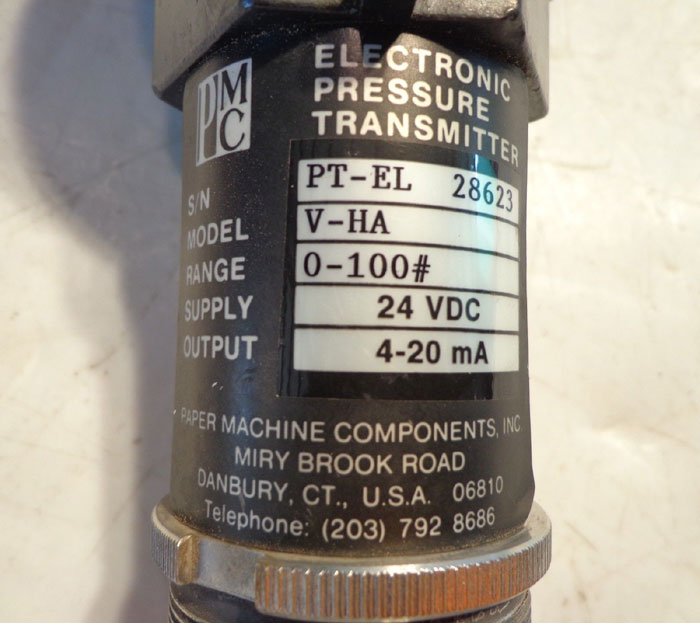 PMC
ELECTRONIC
PRESSURE
TRANSMITTER
S/N PT-EL 28623
MODEL V-HA
RANGE 0-100#
SUPPLY 24 VDC
OUTPUT 4-20 mA
PAPER MACHINE COMPONENTS, INC.
MIRY BROOK ROAD
DANBURY, CT., U.S.A. 06810
Telephone: (203) 792 8686